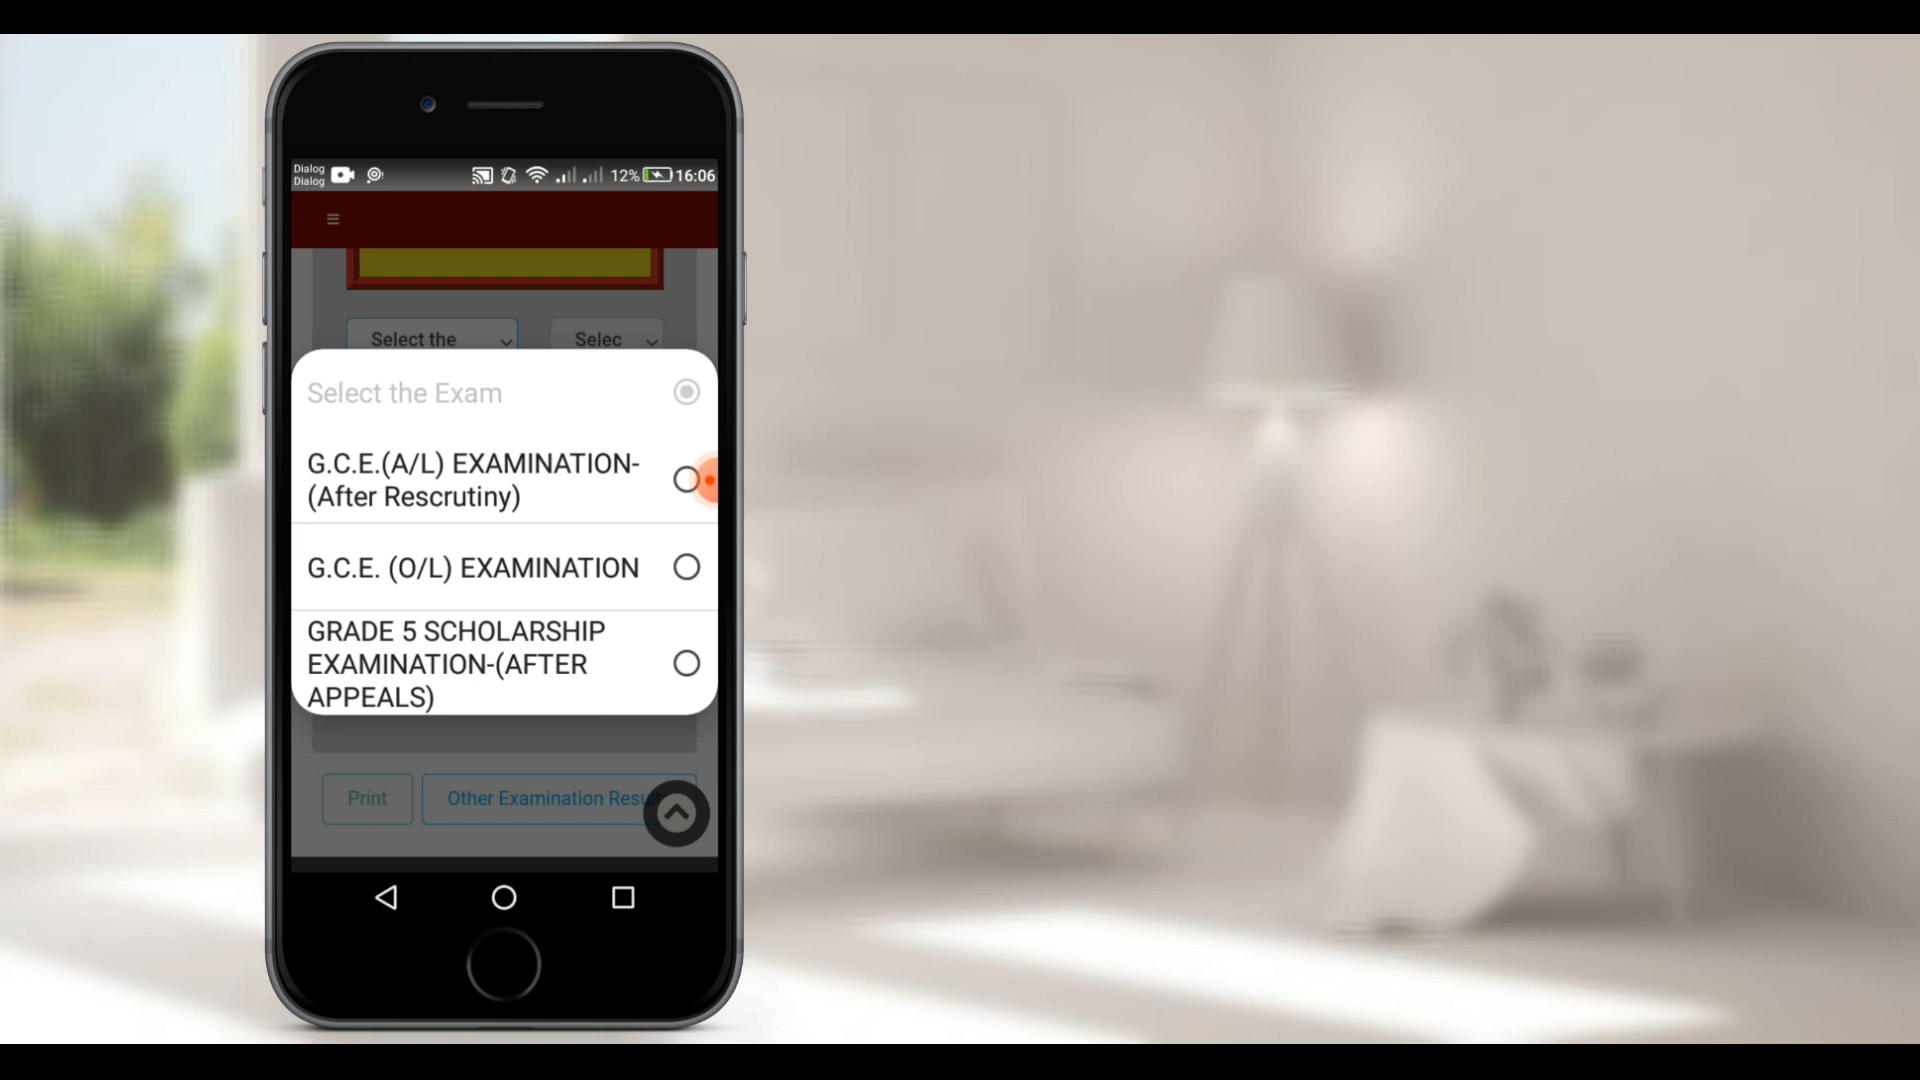 Dialog
Dialog
12%
16:06
Select the
Selec
Select the Exam
G.C.E.(A/L) EXAMINATION-
(After Rescrutiny)
G.C.E. (O/L) EXAMINATION
GRADE 5 SCHOLARSHIP
EXAMINATION-(AFTER
APPEALS)
Print
Other Examination Resul